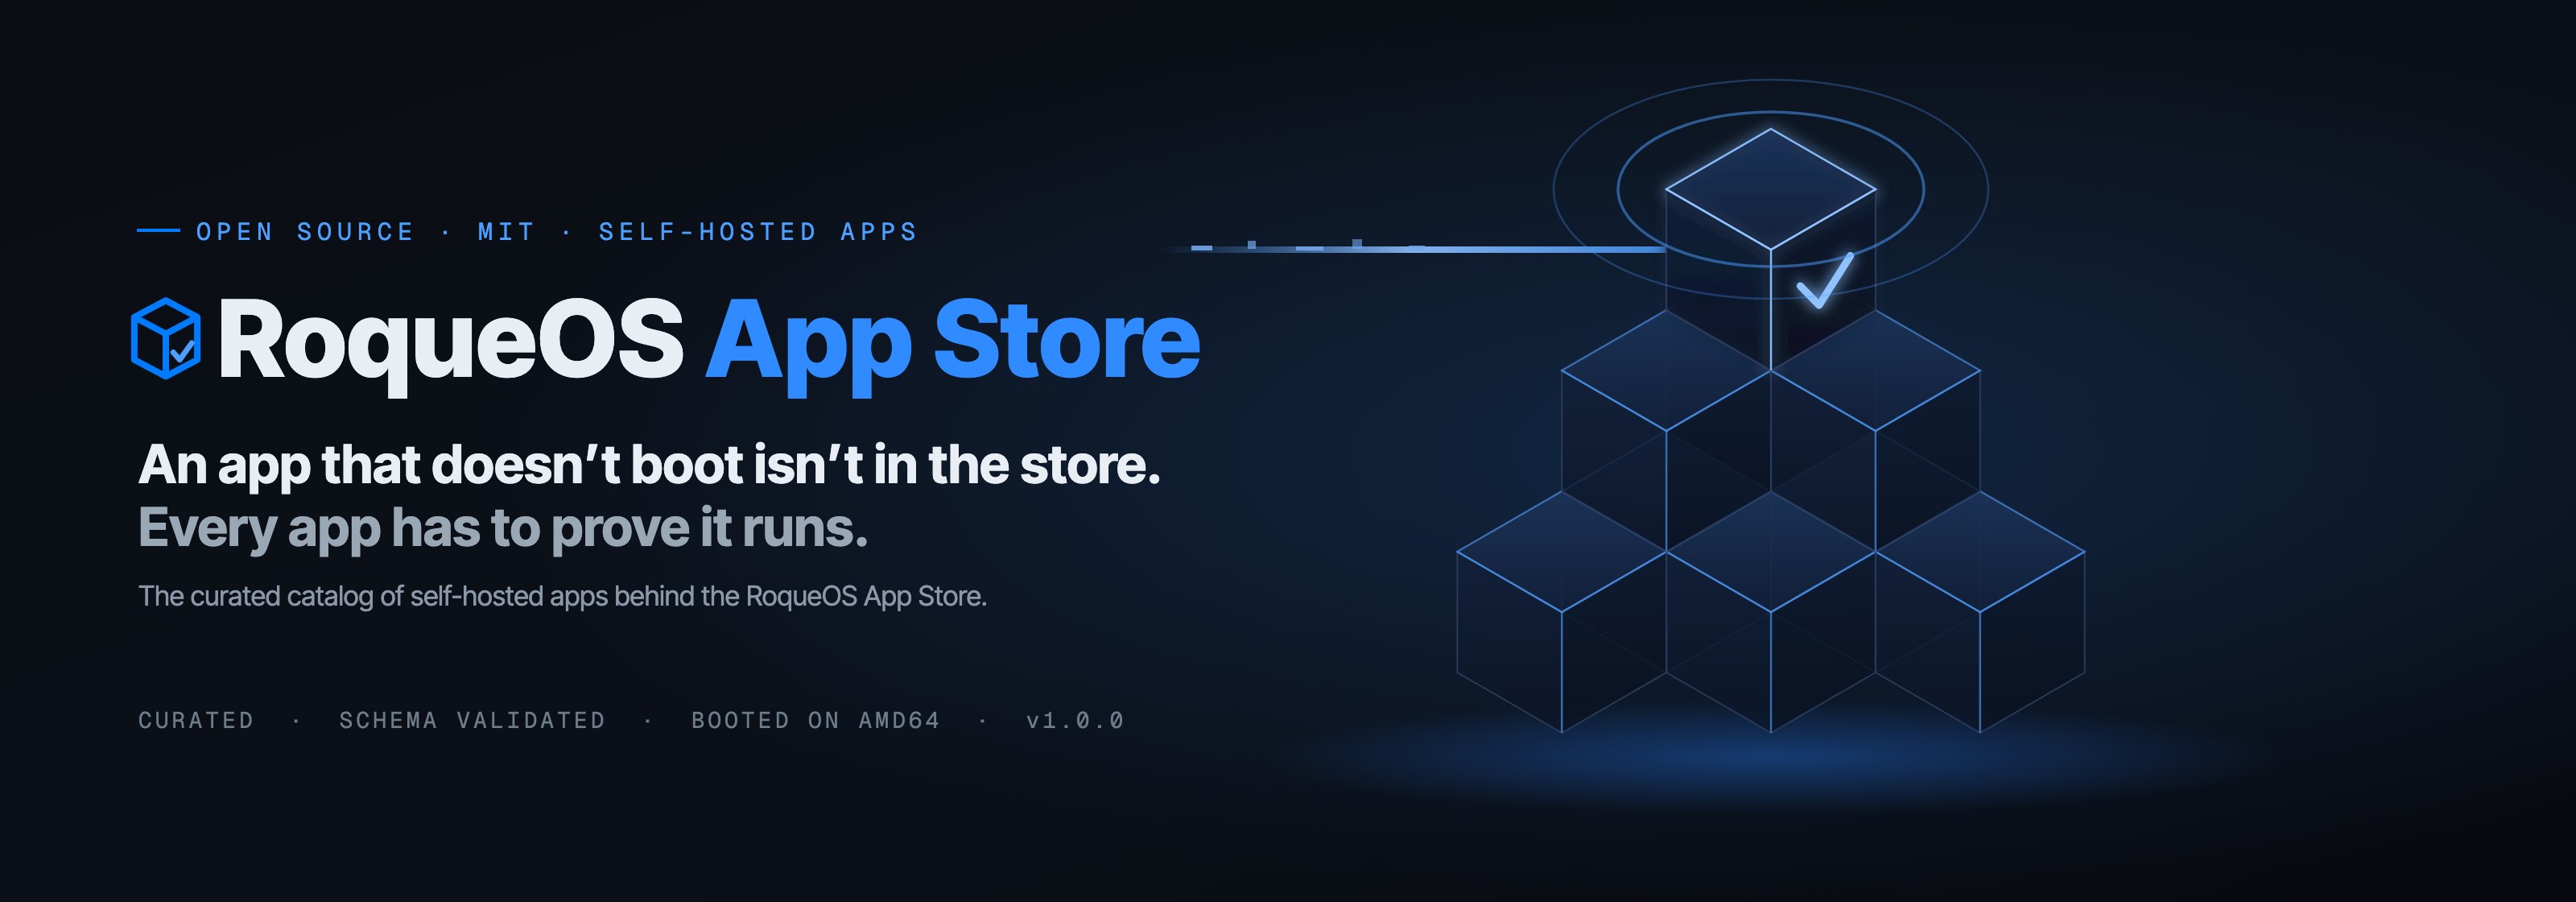 OPEN SOURCE · MIT · SELF-HOSTED APPS
RoqueOS App Store
An app that doesn’t boot isn’t in the store.
Every app has to prove it runs.
The curated catalog of self-hosted apps behind the RoqueOS App Store.
CURATED · SCHEMA VALIDATED · BOOTED ON AMD64 · v1.0.0